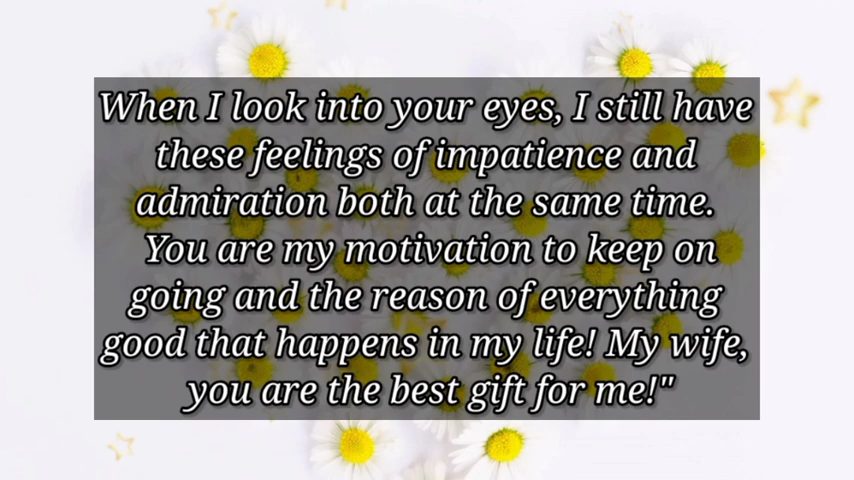 When I look into your eyes, I still have
these feelings of impatience and
admiration both at the same time.
You are my motivation to keep on
going and the reason of everything
good that happens in my life! My wife,
you are the best gift for me!"